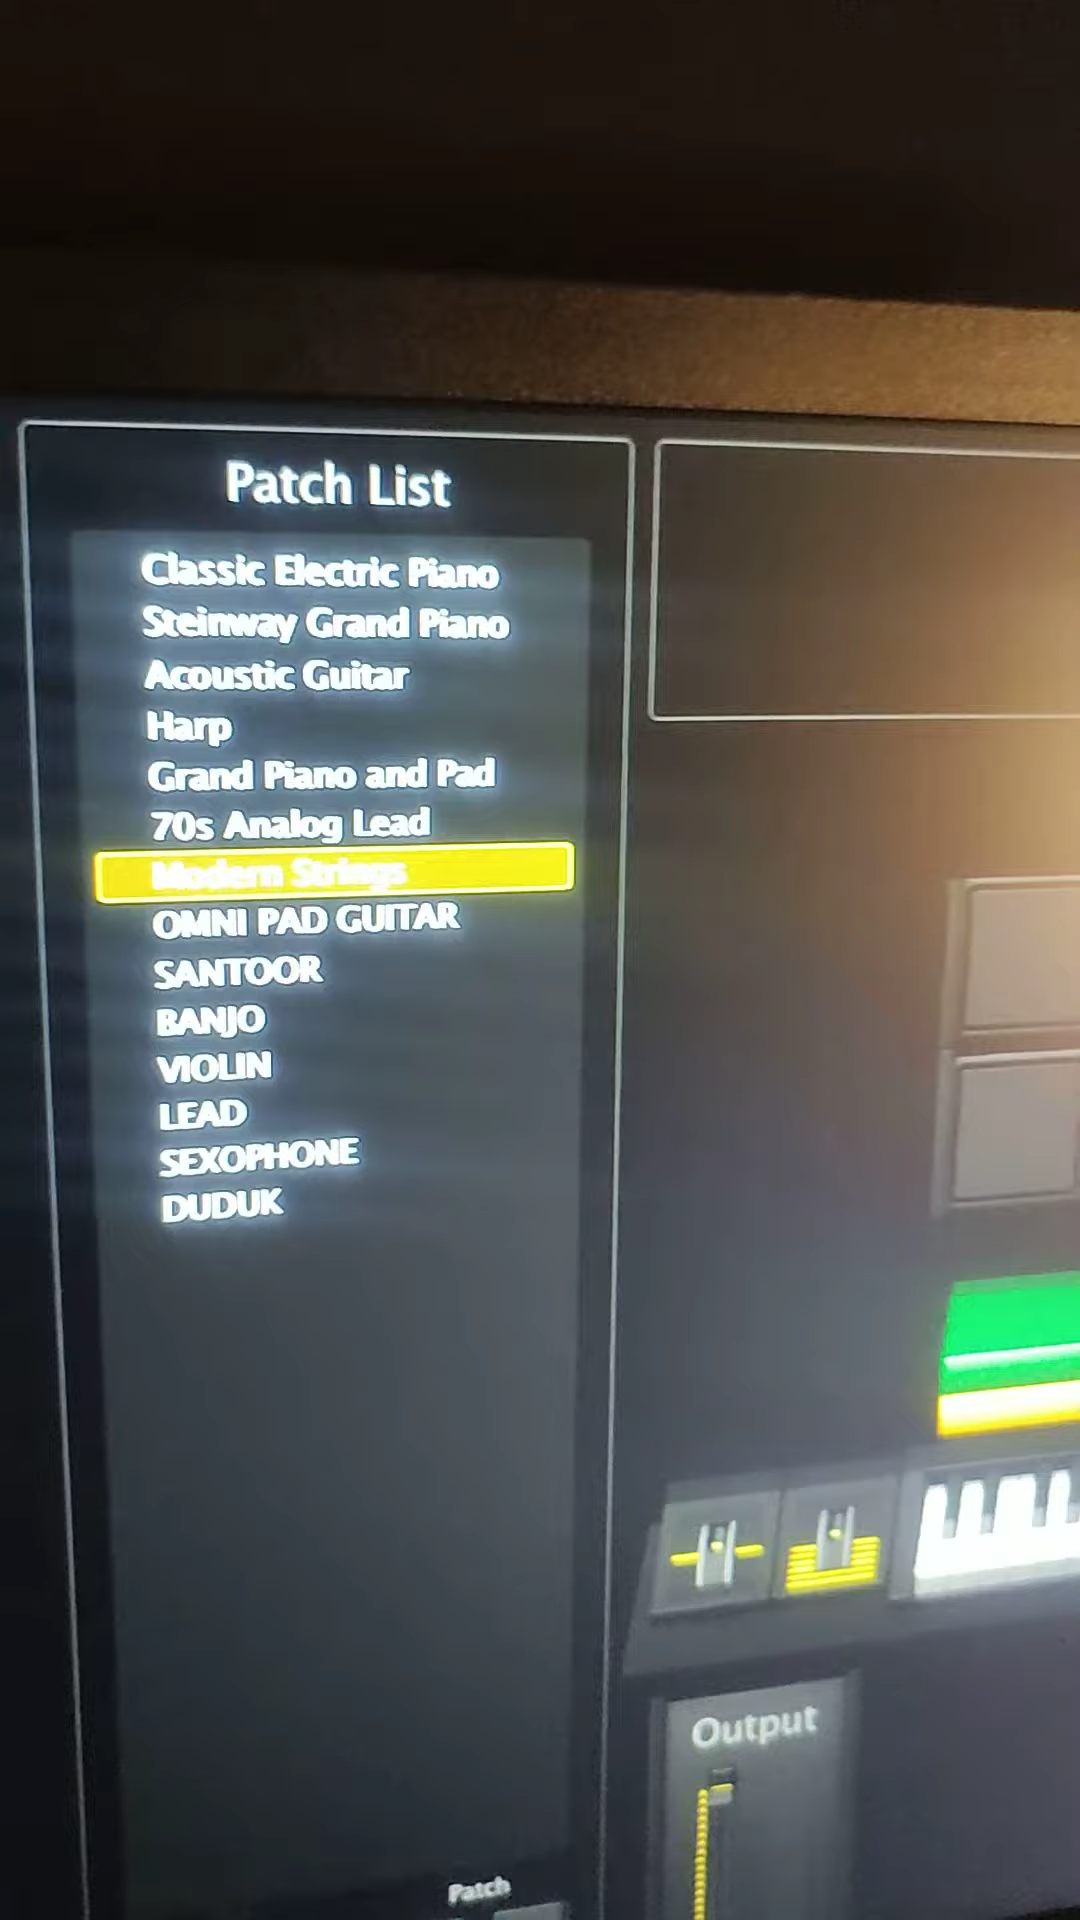 Patch List
Classic Electric Piano
Steinway Grand Piano
Acoustic Guitar
Harp
Grand Piano and Pad
70s Analog Lead
Modern Strings
OMNI PAD GUITAR
SANTOOR
BANJO
VIOLIN
LEAD
SEXOPHONE
DUDUK
Output
Patch